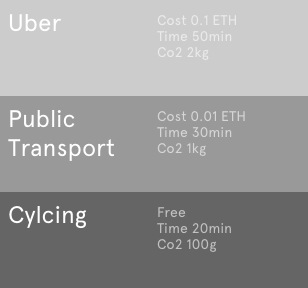 Uber
Cost 0.1 ETH
Time 50min
Co2 2kg
Public
Transport
Cost 0.01 ETH
Time 30min
Co2 1kg
Cylcing
Free
Time 20min
Co2 100g